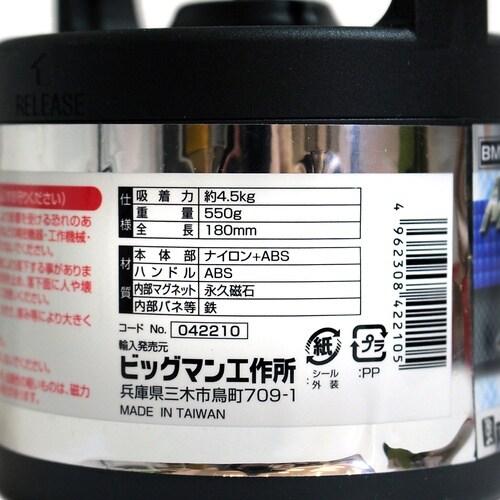 RELEASE
仕様
吸着力 約4.5kg
重量 550g
全長 180mm
材質
本体部 ナイロン+ABS
ハンドル ABS
内部マグネット 永久磁石
内部バネ等 鉄
コード No. 042210
輸入発売元
ビッグマン工作所
兵庫県三木市鳥町709-1
MADE IN TAIWAN
紙
シール
外装
プラ
:PP
4 962308 422105
BM